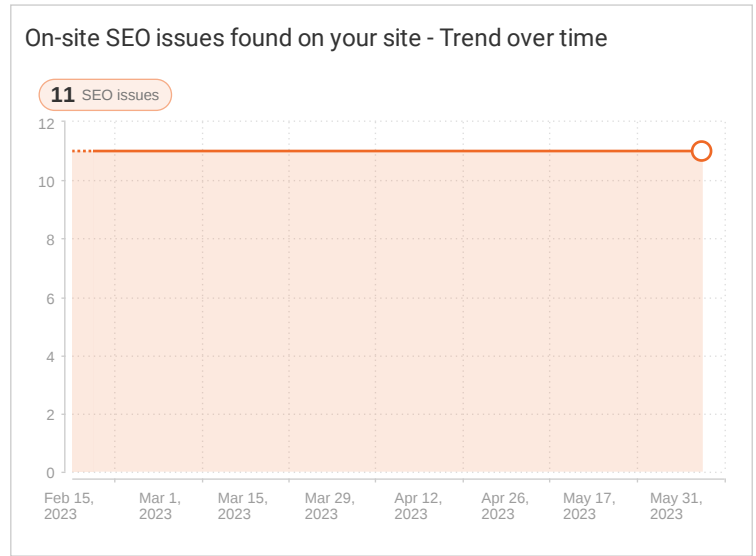 On-site SEO issues found on your site - Trend over time
11 SEO issues
12
10
8
6
4
2
0
Feb 15, 2023
Mar 1, 2023
Mar 15, 2023
Mar 29, 2023
Apr 12, 2023
Apr 26, 2023
May 17, 2023
May 31, 2023